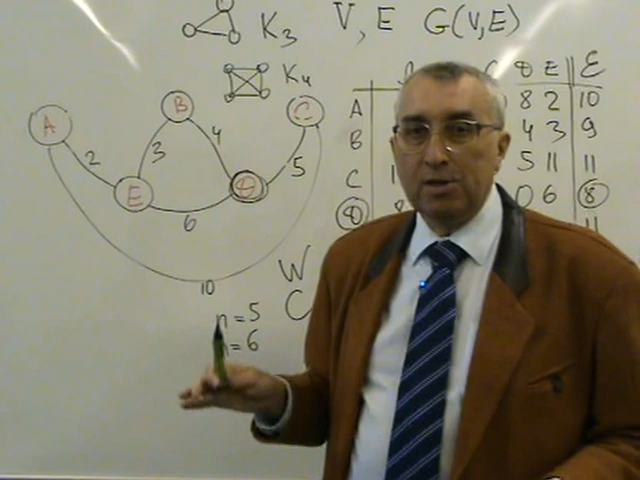 K₃ V, E G(V,E)
K₄
D E ℰ
A 8 2 10
B 4 3 9
C 5 11 11
D 0 6 8
11
A B C
E D
2 3 4 5
6
10
W
C
n = 5
= 6